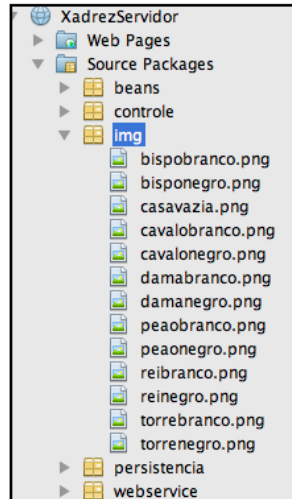 XadrezServidor
Web Pages
Source Packages
beans
controle
img
bispobranco.png
bisponegro.png
casavazia.png
cavalobranco.png
cavalonegro.png
damabranco.png
damanegro.png
peaobranco.png
peaonegro.png
reibranco.png
reinegro.png
torrebranco.png
torrenegro.png
persistencia
webservice